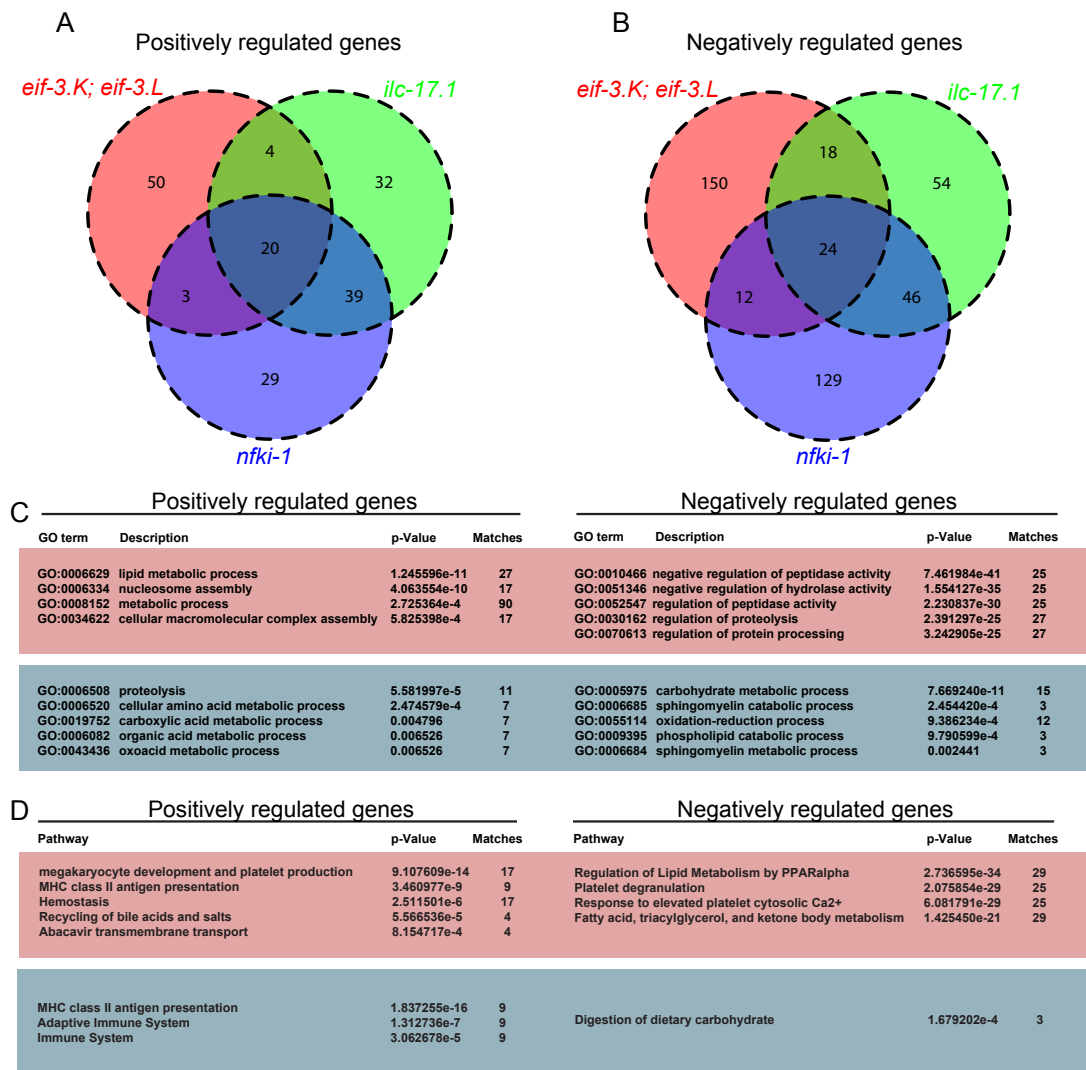 A
B
Positively regulated genes
Negatively regulated genes
eif-3.K; eif-3.L
ilc-17.1
eif-3.K; eif-3.L
ilc-17.1
4
50
32
20
3
39
29
nfki-1
18
150
54
24
12
46
129
nfki-1
C
Positively regulated genes
Negatively regulated genes
GO term Description p-Value Matches
GO term Description p-Value Matches
GO:0006629 lipid metabolic process 1.245596e-11 27
GO:0006334 nucleosome assembly 4.063554e-10 17
GO:0008152 metabolic process 2.725364e-4 90
GO:0034622 cellular macromolecular complex assembly 5.825398e-4 17
GO:0010466 negative regulation of peptidase activity 7.461984e-41 25
GO:0051346 negative regulation of hydrolase activity 1.554127e-35 25
GO:0052547 regulation of peptidase activity 2.230837e-30 25
GO:0030162 regulation of proteolysis 2.391297e-25 27
GO:0070613 regulation of protein processing 3.242905e-25 27
GO:0006508 proteolysis 5.581997e-5 11
GO:0006520 cellular amino acid metabolic process 2.474579e-4 7
GO:0019752 carboxylic acid metabolic process 0.004796 7
GO:0006082 organic acid metabolic process 0.006526 7
GO:0043436 oxoacid metabolic process 0.006526 7
GO:0005975 carbohydrate metabolic process 7.669240e-11 15
GO:0006685 sphingomyelin catabolic process 2.454420e-4 3
GO:0055114 oxidation-reduction process 9.386234e-4 12
GO:0009395 phospholipid catabolic process 9.790599e-4 3
GO:0006684 sphingomyelin metabolic process 0.002441 3
D
Positively regulated genes
Negatively regulated genes
Pathway p-Value Matches
Pathway p-Value Matches
megakaryocyte development and platelet production 9.107609e-14 17
MHC class II antigen presentation 3.460977e-9 9
Hemostasis 2.511501e-6 17
Recycling of bile acids and salts 5.566536e-5 4
Abacavir transmembrane transport 8.154717e-4 4
Regulation of Lipid Metabolism by PPARalpha 2.736595e-34 29
Platelet degranulation 2.075854e-29 25
Response to elevated platelet cytosolic Ca2+ 6.081791e-29 25
Fatty acid, triacylglycerol, and ketone body metabolism 1.425450e-21 29
MHC class II antigen presentation 1.837255e-16 9
Adaptive Immune System 1.312736e-7 9
Immune System 3.062678e-5 9
Digestion of dietary carbohydrate 1.679202e-4 3